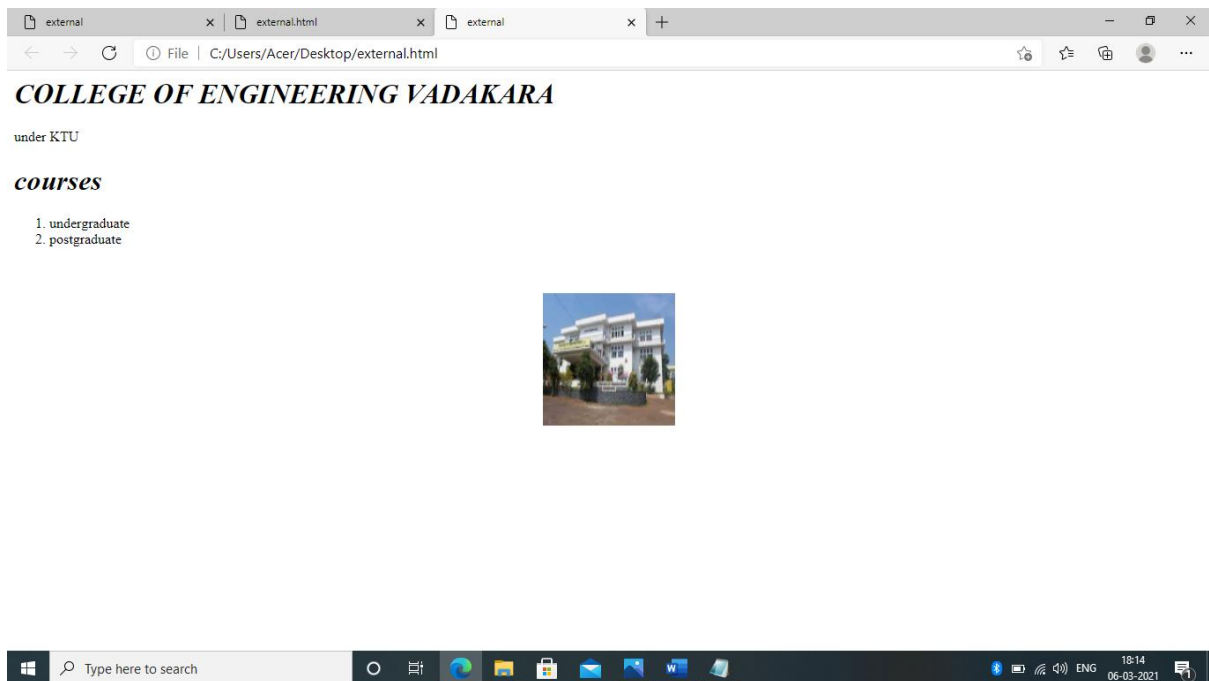 external
external.html
external
File
C:/Users/Acer/Desktop/external.html
COLLEGE OF ENGINEERING VADAKARA
under KTU
courses
1. undergraduate
2. postgraduate
Type here to search
W
ENG
18:14
06-03-2021
1